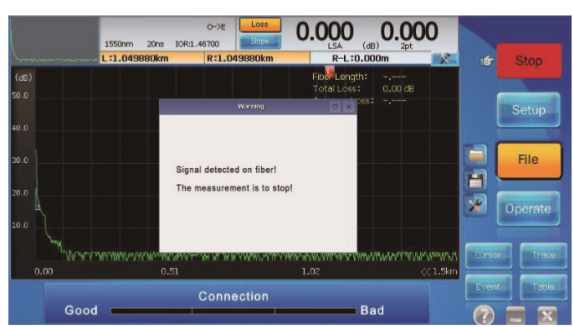 O->E
Loss
Slope
0.000
0.000
1550nm 20ns IOR:1.46700
LSA (dB) 2pt
L:1.049880km R:1.049880km R-L:0.000m
Stop
(dB)
Fiber Length: -.----
Total Loss: 0.00 dB
oss: -.----
50.0
Warning
Setup
40.0
30.0
Signal detected on fiber!
File
The measurement is to stop!
20.0
Operate
10.0
Cursor Trace
0.00 0.51 1.02 <<1.5km
Event Table
Connection
Good Bad
?